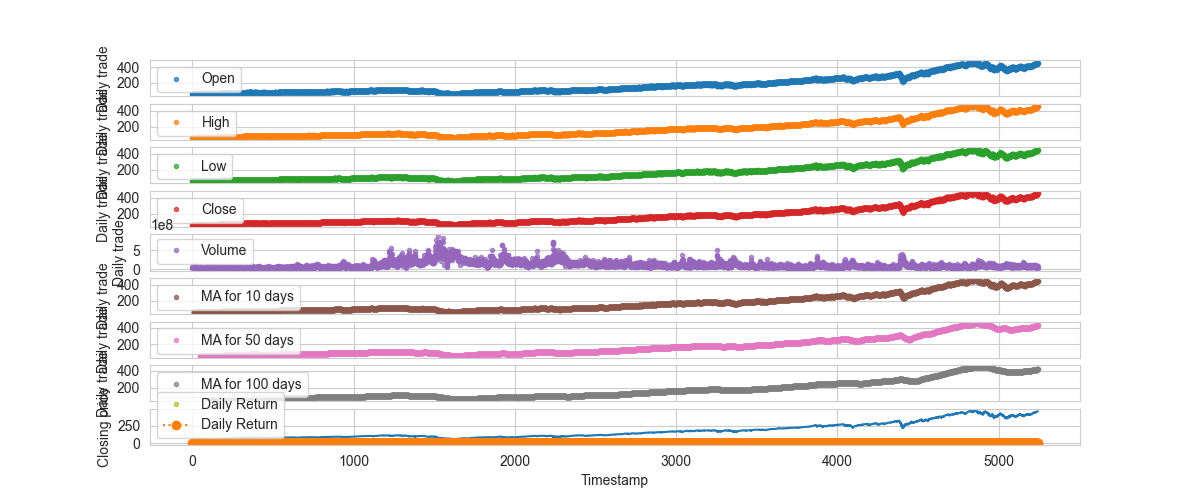 400
200
Daily trade
Open
400
200
Daily trade
High
400
200
Daily trade
Low
400
200
Daily trade
Close
1e8
5
0
Daily trade
Volume
400
200
Daily trade
MA for 10 days
400
200
Daily trade
MA for 50 days
400
200
Daily trade
MA for 100 days
Daily Return
Daily Return
250
0
Closing price
0 1000 2000 3000 4000 5000
Timestamp